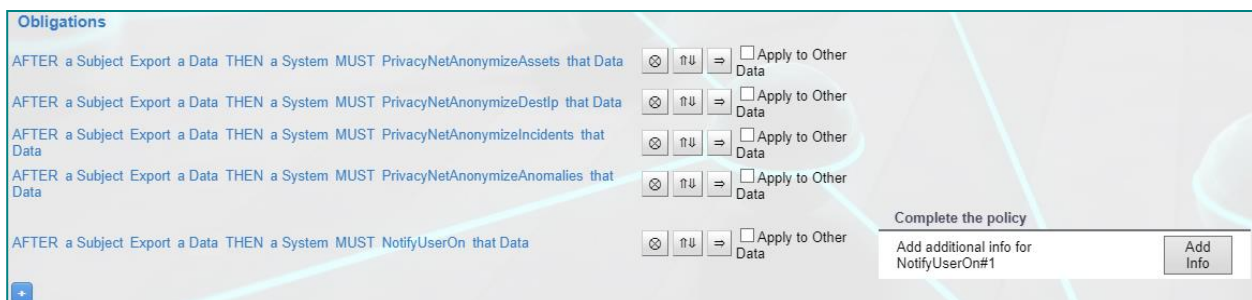 Obligations
AFTER a Subject Export a Data THEN a System MUST PrivacyNetAnonymizeAssets that Data
⊗ ⇑⇓ ⇒ Apply to Other
Data
AFTER a Subject Export a Data THEN a System MUST PrivacyNetAnonymizeDestIp that Data
⊗ ⇑⇓ ⇒ Apply to Other
Data
AFTER a Subject Export a Data THEN a System MUST PrivacyNetAnonymizeIncidents that
Data
⊗ ⇑⇓ ⇒ Apply to Other
Data
AFTER a Subject Export a Data THEN a System MUST PrivacyNetAnonymizeAnomalies that
Data
⊗ ⇑⇓ ⇒ Apply to Other
Data
AFTER a Subject Export a Data THEN a System MUST NotifyUserOn that Data
⊗ ⇑⇓ ⇒ Apply to Other
Data
Complete the policy
Add additional info for
NotifyUserOn#1
Add
Info
+